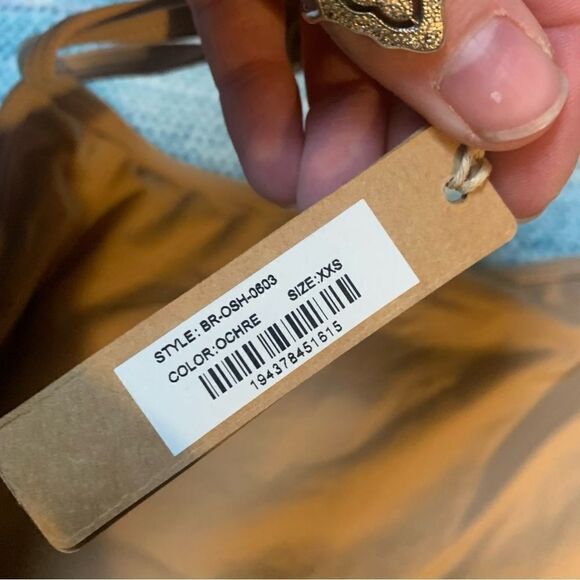 STYLE: BR-OSH-0603
COLOR:OCHRE SIZE:XXS
194378451615